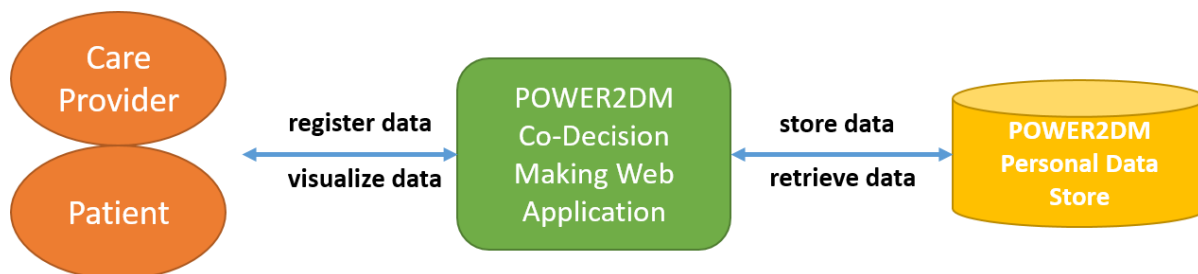 Care
Provider
Patient
register data
visualize data
POWER2DM
Co-Decision
Making Web
Application
store data
retrieve data
POWER2DM
Personal Data
Store